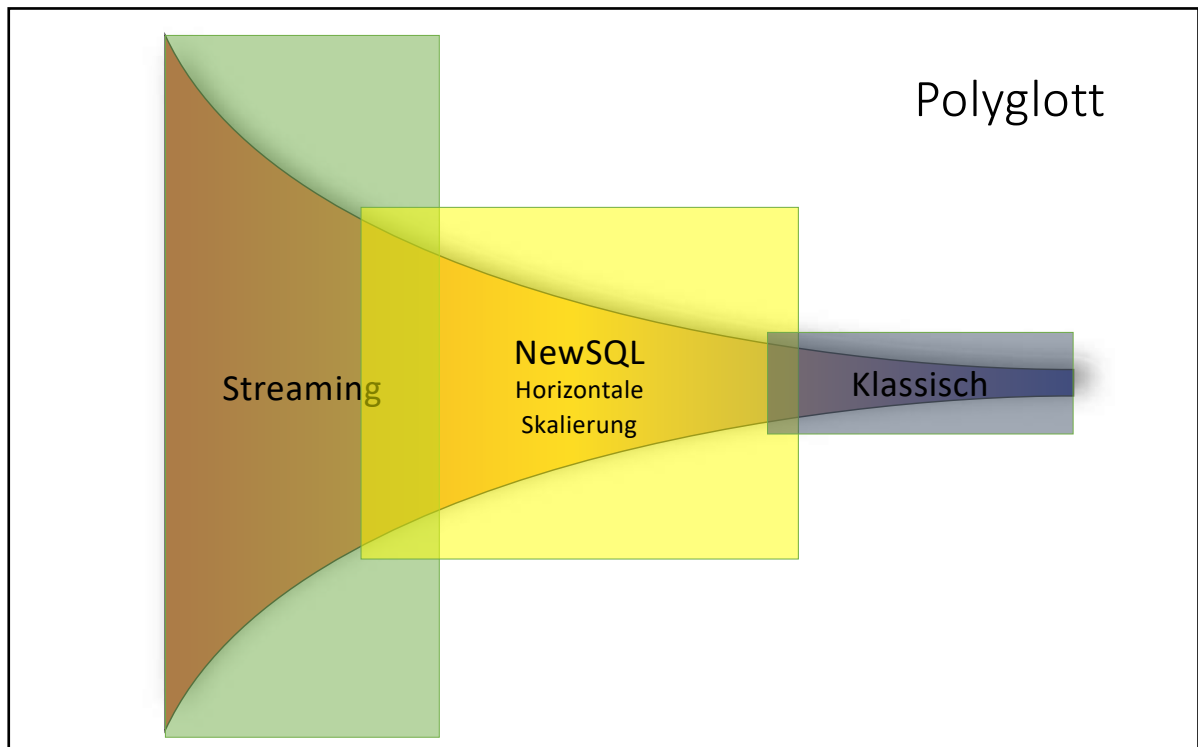 Polyglott
Streaming
NewSQL
Horizontale
Skalierung
Klassisch